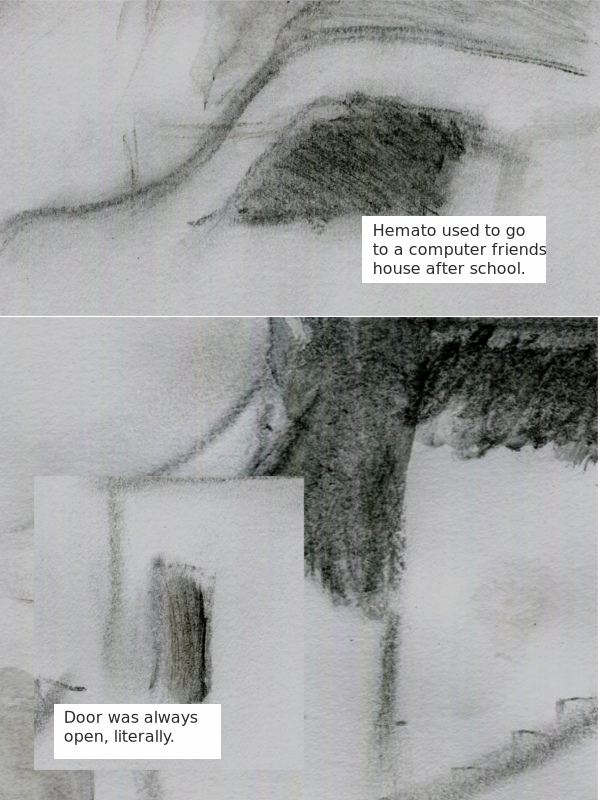 Hemato used to go
to a computer friends
house after school.
Door was always
open, literally.